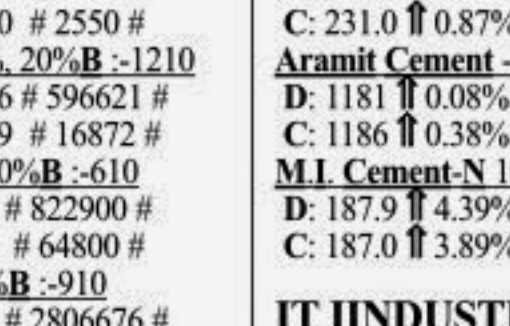 0 # 2550 #
%, 20%B :-1210
6 # 596621 #
9 # 16872 #
0%B :-610
# 822900 #
# 64800 #
%B :-910
# 2806676 #
C: 231.0 ⇑ 0.87%
Aramit Cement -
D: 1181 ⇑ 0.08%
C: 1186 ⇑ 0.38%
M.I. Cement-N 1
D: 187.9 ⇑ 4.39%
C: 187.0 ⇑ 3.89%
IT IINDUST